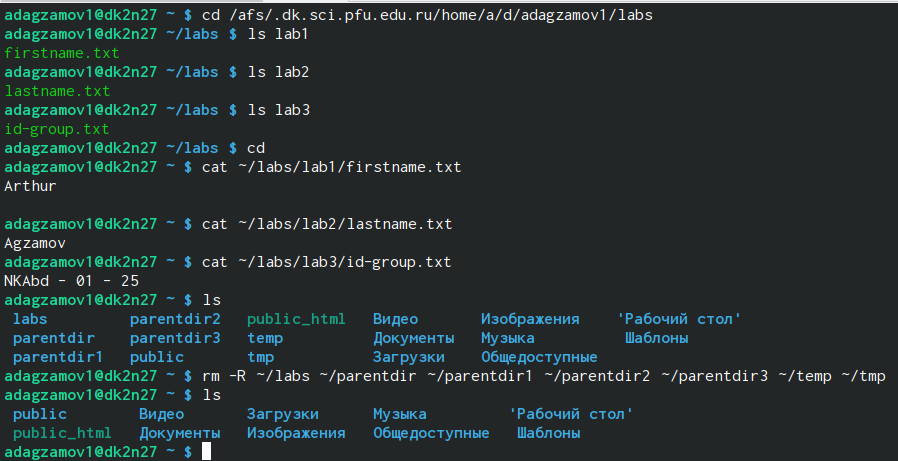 adagzamov1@dk2n27 ~ $ cd /afs/.dk.sci.pfu.edu.ru/home/a/d/adagzamov1/labs
adagzamov1@dk2n27 ~/labs $ ls lab1
firstname.txt
adagzamov1@dk2n27 ~/labs $ ls lab2
lastname.txt
adagzamov1@dk2n27 ~/labs $ ls lab3
id-group.txt
adagzamov1@dk2n27 ~/labs $ cd
adagzamov1@dk2n27 ~ $ cat ~/labs/lab1/firstname.txt
Arthur
adagzamov1@dk2n27 ~ $ cat ~/labs/lab2/lastname.txt
Agzamov
adagzamov1@dk2n27 ~ $ cat ~/labs/lab3/id-group.txt
NKAbd - 01 - 25
adagzamov1@dk2n27 ~ $ ls
labs parentdir2 public_html Видео Изображения 'Рабочий стол'
parentdir parentdir3 temp Документы Музыка Шаблоны
parentdir1 public tmp Загрузки Общедоступные
adagzamov1@dk2n27 ~ $ rm -R ~/labs ~/parentdir ~/parentdir1 ~/parentdir2 ~/parentdir3 ~/temp ~/tmp
adagzamov1@dk2n27 ~ $ ls
public Видео Загрузки Музыка 'Рабочий стол'
public_html Документы Изображения Общедоступные Шаблоны
adagzamov1@dk2n27 ~ $